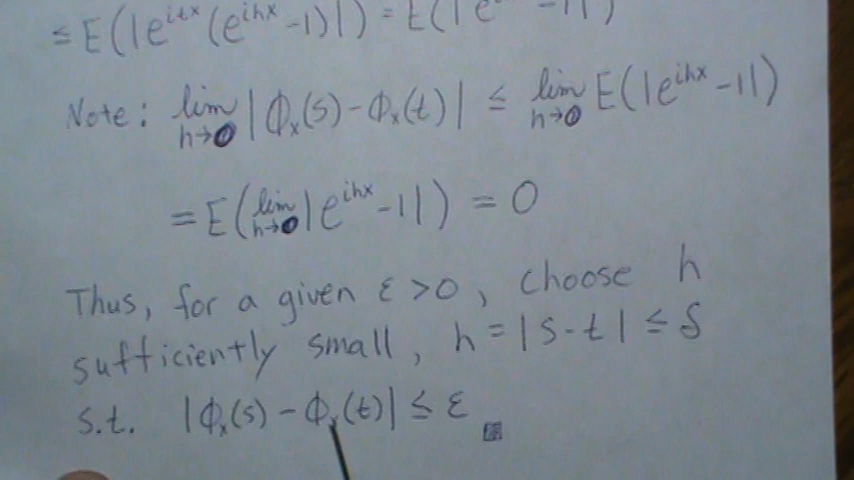 ≤ E(|e^{itx}(e^{ihx} -1)|) = E(|e -1|)
Note: lim_{h→0} |ϕ_x(s) - ϕ_x(t)| ≤ lim_{h→0} E(|e^{ihx} -1|)
= E(lim_{h→0} |e^{ihx} -1|) = 0
Thus, for a given ε > 0, choose h
sufficiently small, h = |s - t| ≤ δ
s.t. |ϕ_x(s) - ϕ_x(t)| ≤ ε